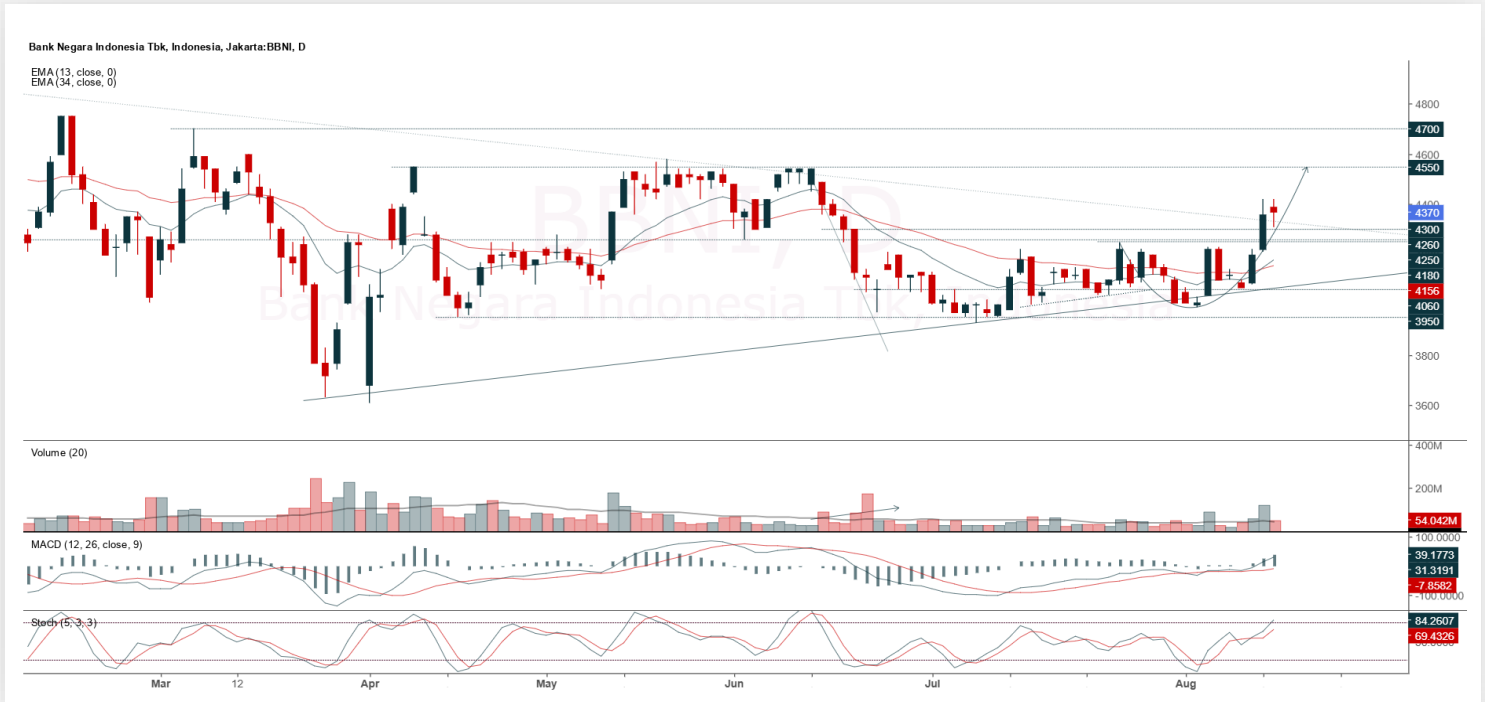 Bank Negara Indonesia Tbk, Indonesia, Jakarta:BBNI, D
EMA (13, close, 0)
EMA (34, close, 0)
BBNI, D
Bank Negara Indonesia Tbk, Indonesia
4800
4700
4600
4550
4400
4370
4300
4260
4250
4180
4156
4060
3950
3800
3600
Volume (20)
400M
200M
54.042M
MACD (12, 26, close, 9)
100.0000
39.1773
31.3191
-7.8582
-100.0000
Stoch (5, 3, 3)
84.2607
69.4326
Mar 12 Apr May Jun Jul Aug